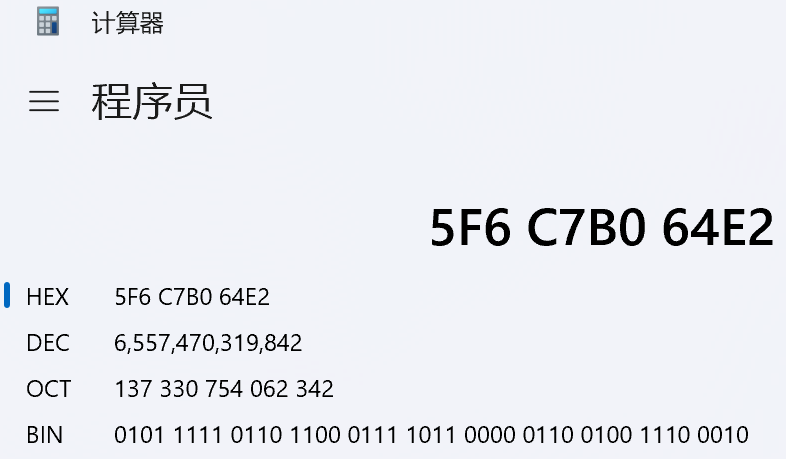 计算器
程序员
5F6 C7B0 64E2
HEX 5F6 C7B0 64E2
DEC 6,557,470,319,842
OCT 137 330 754 062 342
BIN 0101 1111 0110 1100 0111 1011 0000 0110 0100 1110 0010